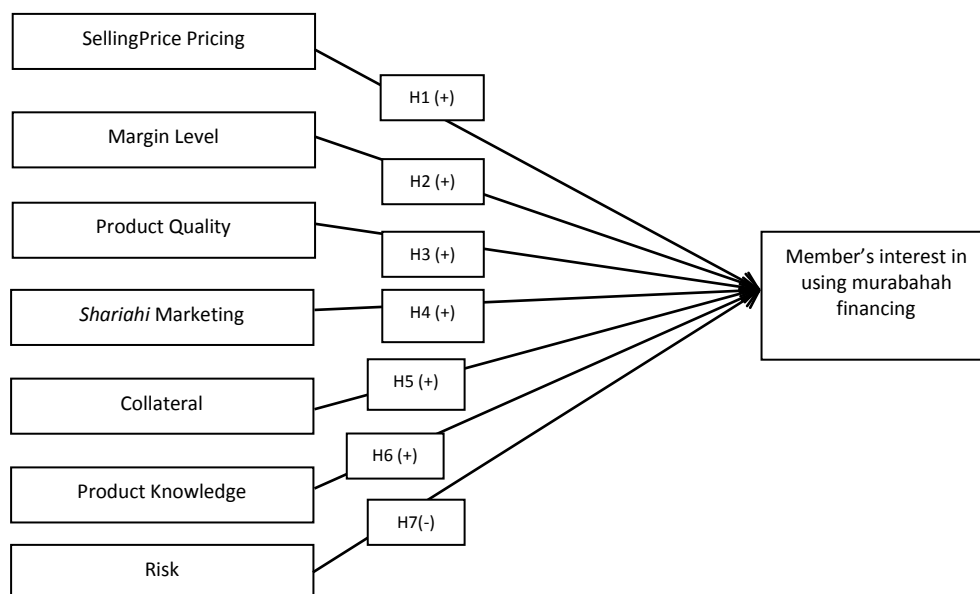 SellingPrice Pricing
H1 (+)
Margin Level
H2 (+)
Product Quality
H3 (+)
Member’s interest in
using murabahah
financing
Shariahi Marketing
H4 (+)
H5 (+)
Collateral
H6 (+)
Product Knowledge
H7(-)
Risk